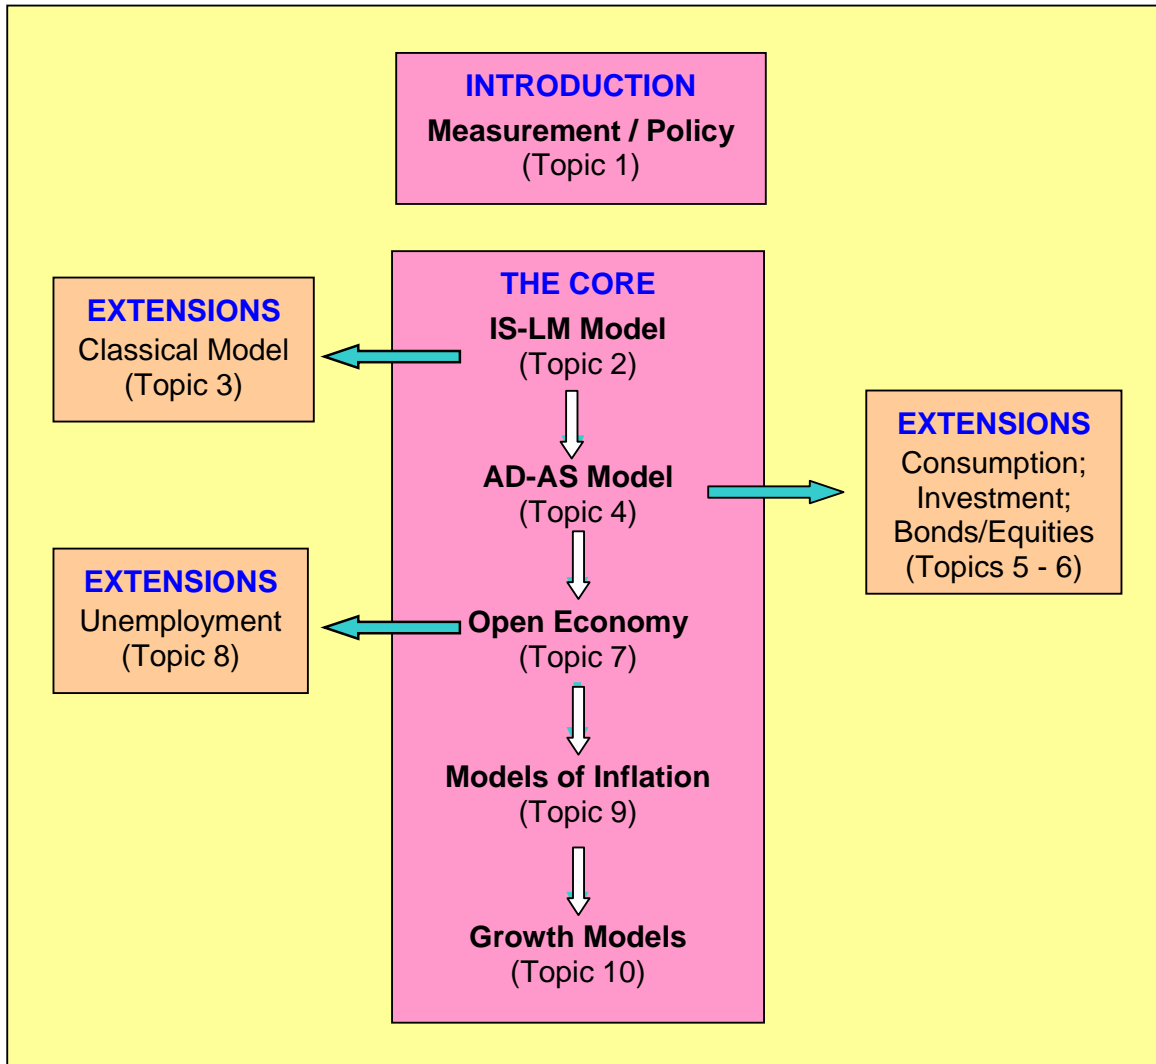 INTRODUCTION
Measurement / Policy
(Topic 1)
THE CORE
IS-LM Model
(Topic 2)
EXTENSIONS
Classical Model
(Topic 3)
AD-AS Model
(Topic 4)
EXTENSIONS
Consumption;
Investment;
Bonds/Equities
(Topics 5 - 6)
Open Economy
(Topic 7)
EXTENSIONS
Unemployment
(Topic 8)
Models of Inflation
(Topic 9)
Growth Models
(Topic 10)